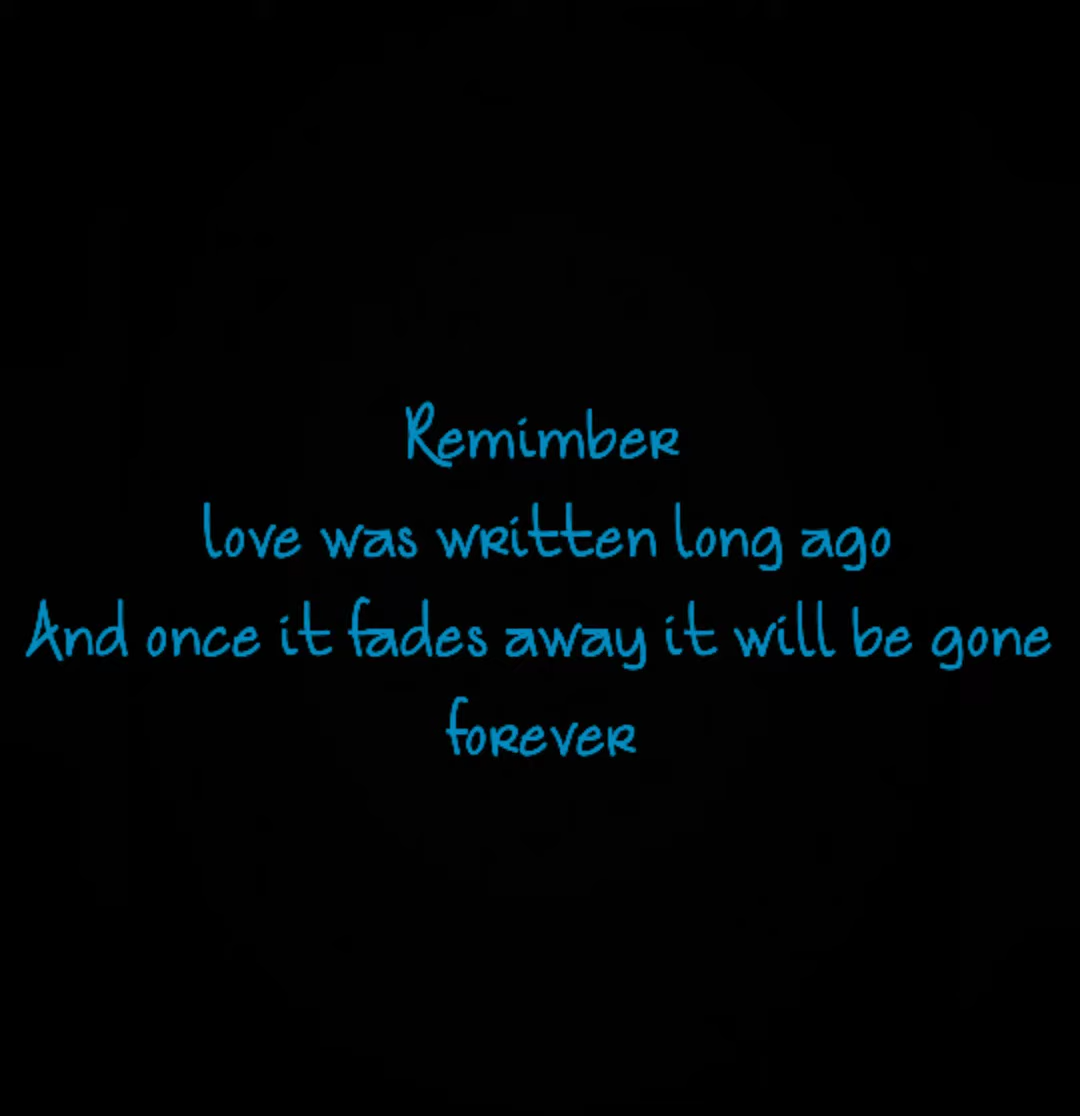 Remimber
love was written long ago
And once it fades away it will be gone
forever